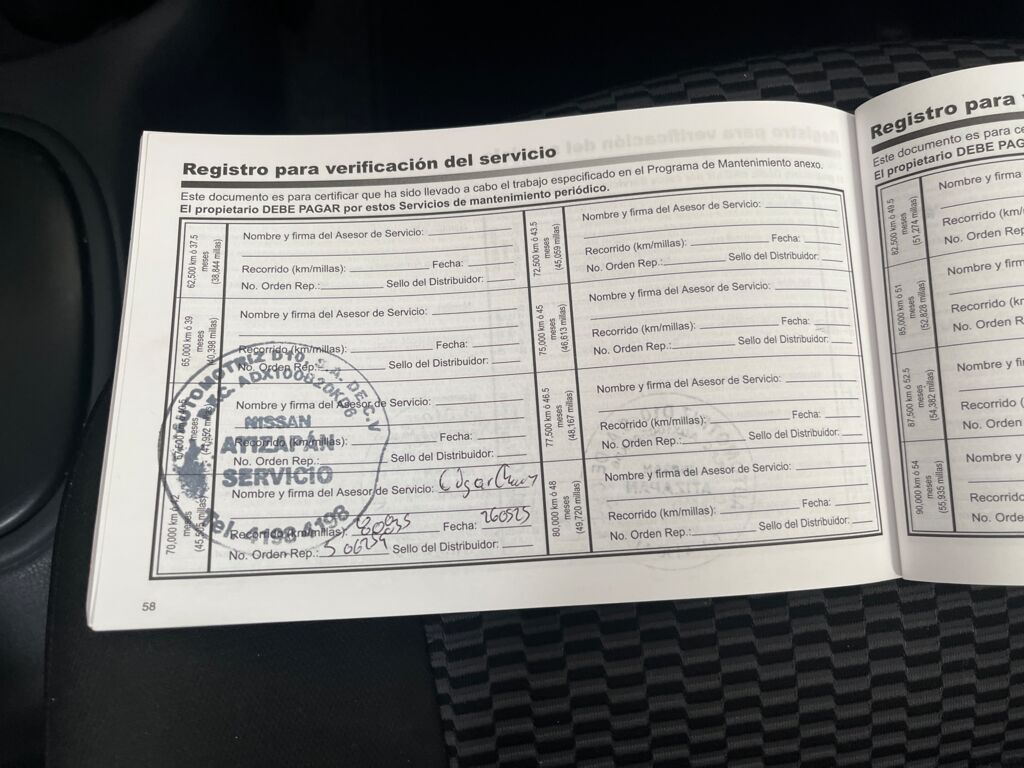 Registro para verificación del servicio
Este documento es para certificar que ha sido llevado a cabo el trabajo especificado en el Programa de Mantenimiento anexo.
El propietario DEBE PAGAR por estos Servicios de mantenimiento periódico.
62,500 km ó 37.5
meses
(38,844 millas)
Nombre y firma del Asesor de Servicio:
Recorrido (km/millas): Fecha:
No. Orden Rep.: Sello del Distribuidor:
65,000 km ó 39
meses
Nombre y firma del Asesor de Servicio:
Recorrido (km/millas): Fecha:
No. Orden Rep.: Sello del Distribuidor:
Nombre y firma del Asesor de Servicio:
Recorrido (km/millas): Fecha:
No. Orden Rep.: Sello del Distribuidor:
70,000 km
meses
Nombre y firma del Asesor de Servicio: Edgar Cruz
Recorrido (km/millas): Fecha: 260525
No. Orden Rep.: 50624 Sello del Distribuidor:
AUTOMOTRIZ D10, S.A. DE C.V
NISSAN
ATIZAPÁN
SERVICIO
Tel. 4198-4198
58
72,500 km ó 43.5
meses
(45,059 millas)
Nombre y firma del Asesor de Servicio:
Recorrido (km/millas): Fecha:
No. Orden Rep.: Sello del Distribuidor:
75,000 km ó 45
meses
(46,613 millas)
Nombre y firma del Asesor de Servicio:
Recorrido (km/millas): Fecha:
No. Orden Rep.: Sello del Distribuidor:
77,500 km ó 46.5
meses
(48,167 millas)
Nombre y firma del Asesor de Servicio:
Recorrido (km/millas): Fecha:
No. Orden Rep.: Sello del Distribuidor:
80,000 km ó 48
meses
(49,720 millas)
Nombre y firma del Asesor de Servicio:
Recorrido (km/millas): Fecha:
No. Orden Rep.: Sello del Distribuidor:
Registro para
Este documento es para
El propietario DEBE
82,500 km ó 49.5
meses
(51,274 millas)
Nombre y firma
Recorrido (km/
No. Orden Rep
85,000 km ó 51
meses
(52,828 millas)
Nombre y
Recorrido (km
No. Orden R
87,500 km ó 52.5
meses
(54,382 millas)
Nombre y fi
Recorrido (
No. Orden
90,000 km ó 54
meses
(55,935 millas)
Nombre y
Recorrido
No. Orde